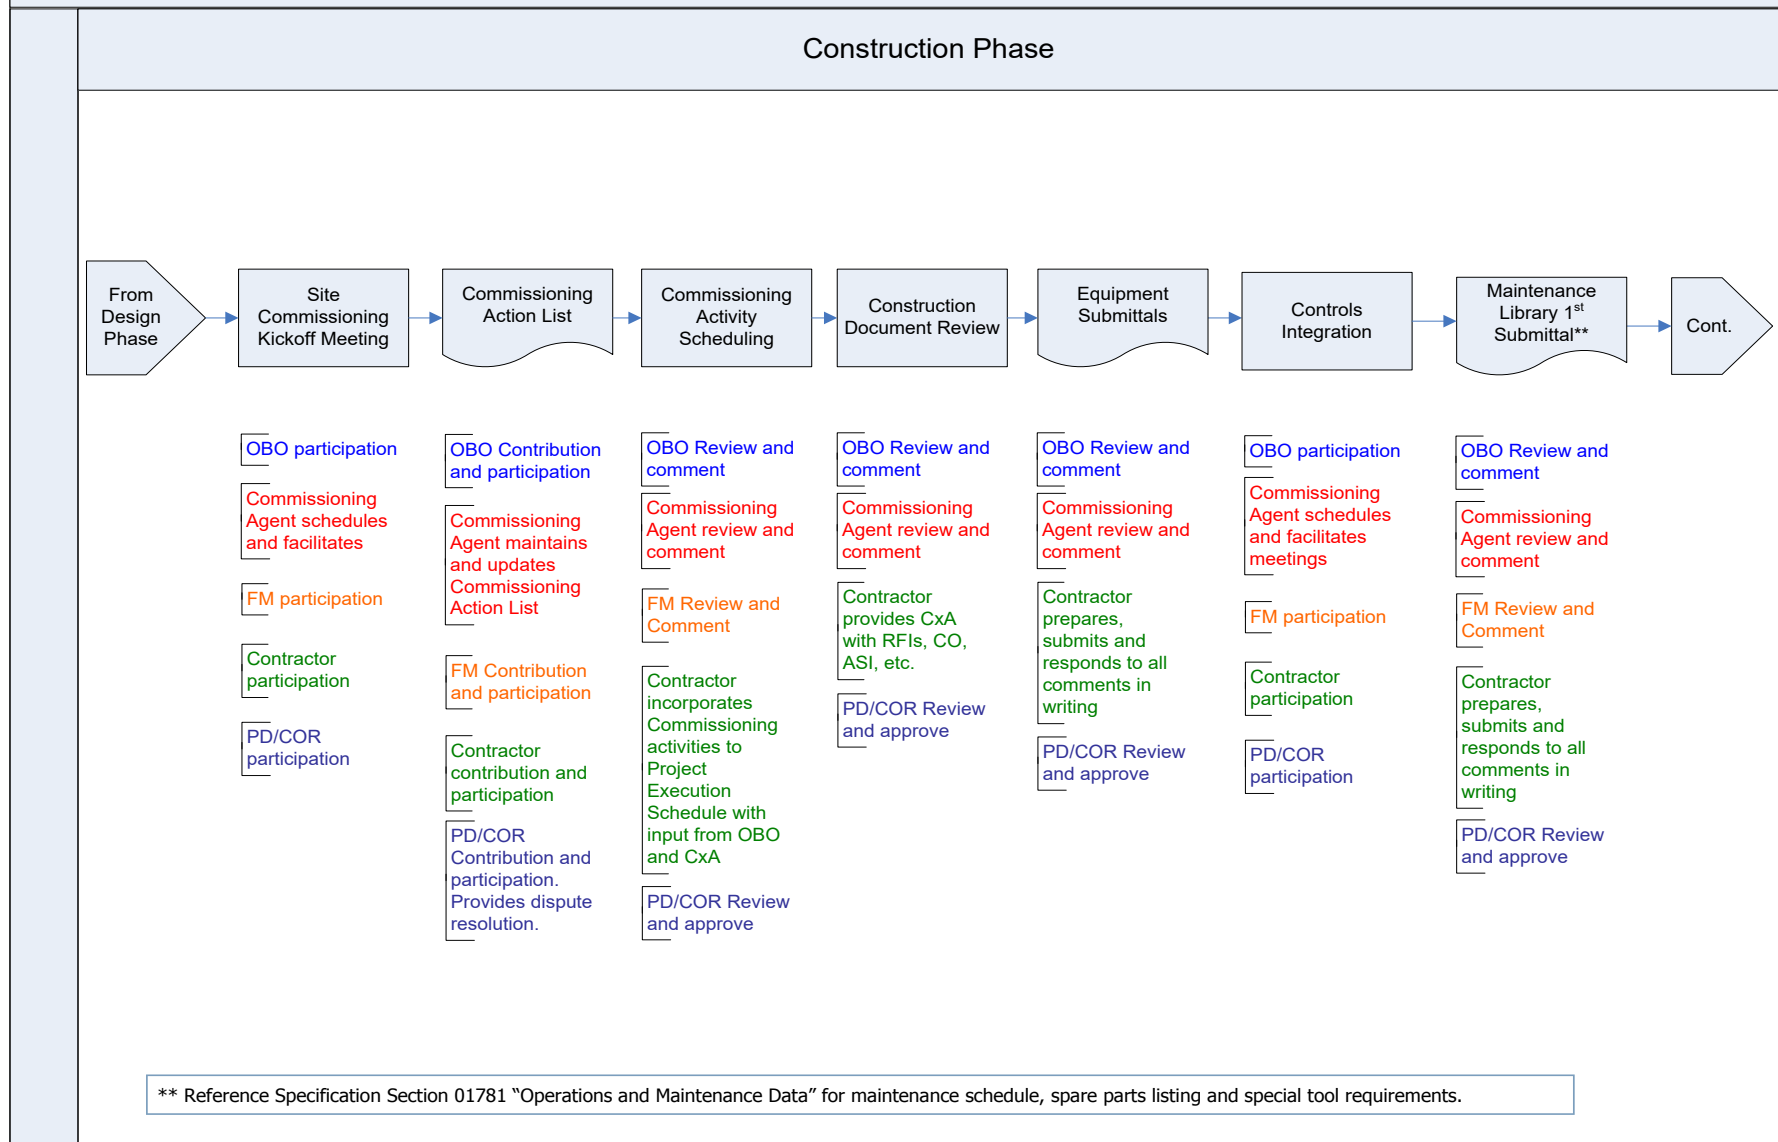 Construction Phase
From
Design
Phase
Site
Commissioning
Kickoff Meeting
Commissioning
Action List
Commissioning
Activity
Scheduling
Construction
Document Review
Equipment
Submittals
Controls
Integration
Maintenance
Library 1st
Submittal**
Cont.
OBO participation
Commissioning
Agent schedules
and facilitates
FM participation
Contractor
participation
PD/COR
participation
OBO Contribution
and participation
Commissioning
Agent maintains
and updates
Commissioning
Action List
FM Contribution
and participation
Contractor
contribution and
participation
PD/COR
Contribution and
participation.
Provides dispute
resolution.
OBO Review and
comment
Commissioning
Agent review and
comment
FM Review and
Comment
Contractor
incorporates
Commissioning
activities to
Project
Execution
Schedule with
input from OBO
and CxA
PD/COR Review
and approve
OBO Review and
comment
Commissioning
Agent review and
comment
Contractor
provides CxA
with RFIs, CO,
ASI, etc.
PD/COR Review
and approve
OBO Review and
comment
Commissioning
Agent review and
comment
Contractor
prepares,
submits and
responds to all
comments in
writing
PD/COR Review
and approve
OBO participation
Commissioning
Agent schedules
and facilitates
meetings
FM participation
Contractor
participation
PD/COR
participation
OBO Review and
comment
Commissioning
Agent review and
comment
FM Review and
Comment
Contractor
prepares,
submits and
responds to all
comments in
writing
PD/COR Review
and approve
** Reference Specification Section 01781 “Operations and Maintenance Data” for maintenance schedule, spare parts listing and special tool requirements.